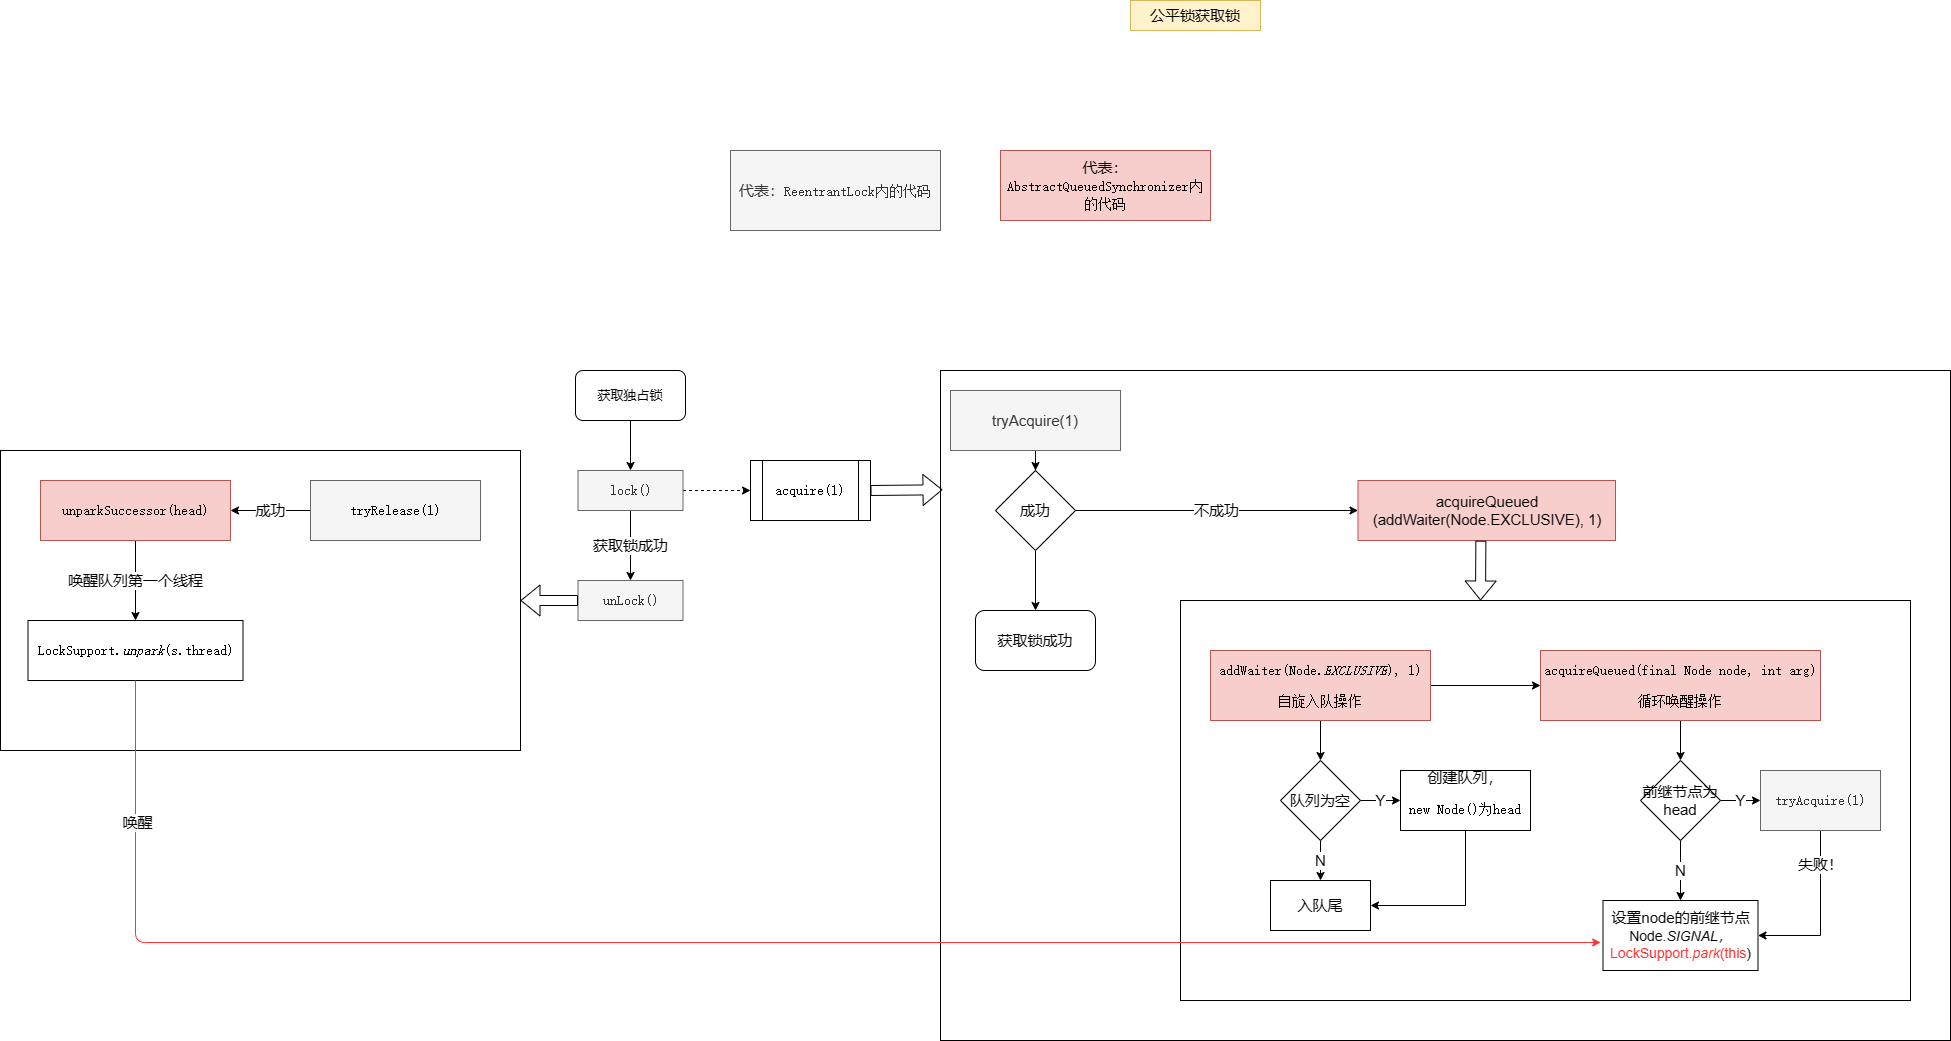 公平锁获取锁
代表：ReentrantLock内的代码
代表：
AbstractQueuedSynchronizer内
的代码
获取独占锁
lock()
获取锁成功
unLock()
acquire(1)
unparkSuccessor(head)
成功
tryRelease(1)
唤醒队列第一个线程
LockSupport.unpark(s.thread)
唤醒
tryAcquire(1)
成功
不成功
获取锁成功
acquireQueued
(addWaiter(Node.EXCLUSIVE), 1)
addWaiter(Node.EXCLUSIVE), 1)
自旋入队操作
队列为空
Y
创建队列，
new Node()为head
N
入队尾
acquireQueued(final Node node, int arg)
循环唤醒操作
前继节点为
head
Y
tryAcquire(1)
N
失败！
设置node的前继节点
Node.SIGNAL，
LockSupport.park(this)